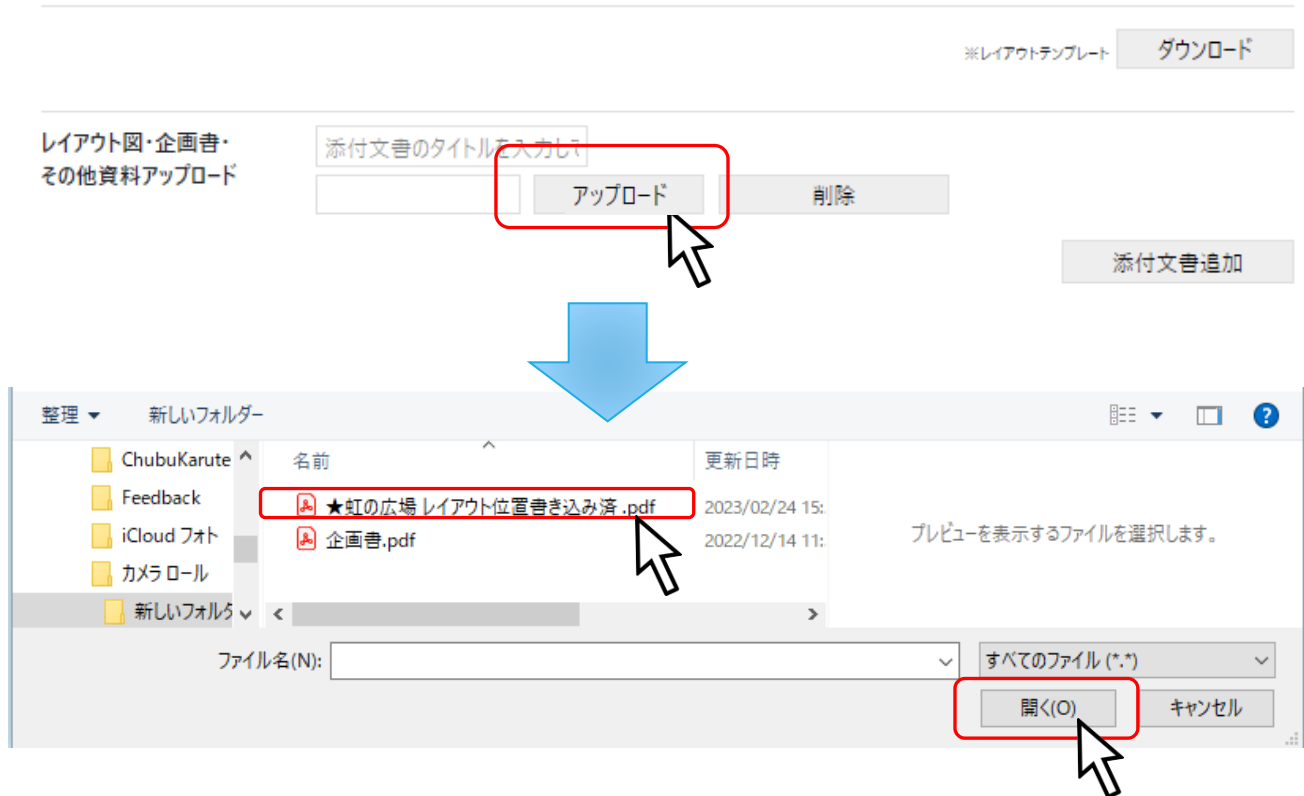 ※レイアウトテンプレート ダウンロード
レイアウト図・企画書・
その他資料アップロード
添付文書のタイトルを入力して
アップロード 削除
添付文書追加
整理 新しいフォルダー
ChubuKarute
Feedback
iCloud フォト
カメラ ロール
新しいフォルダ
名前 更新日時
★虹の広場 レイアウト位置書き込み済 .pdf 2023/02/24 15:
企画書.pdf 2022/12/14 11:
プレビューを表示するファイルを選択します。
ファイル名(N): すべてのファイル (*.*)
開く(O) キャンセル